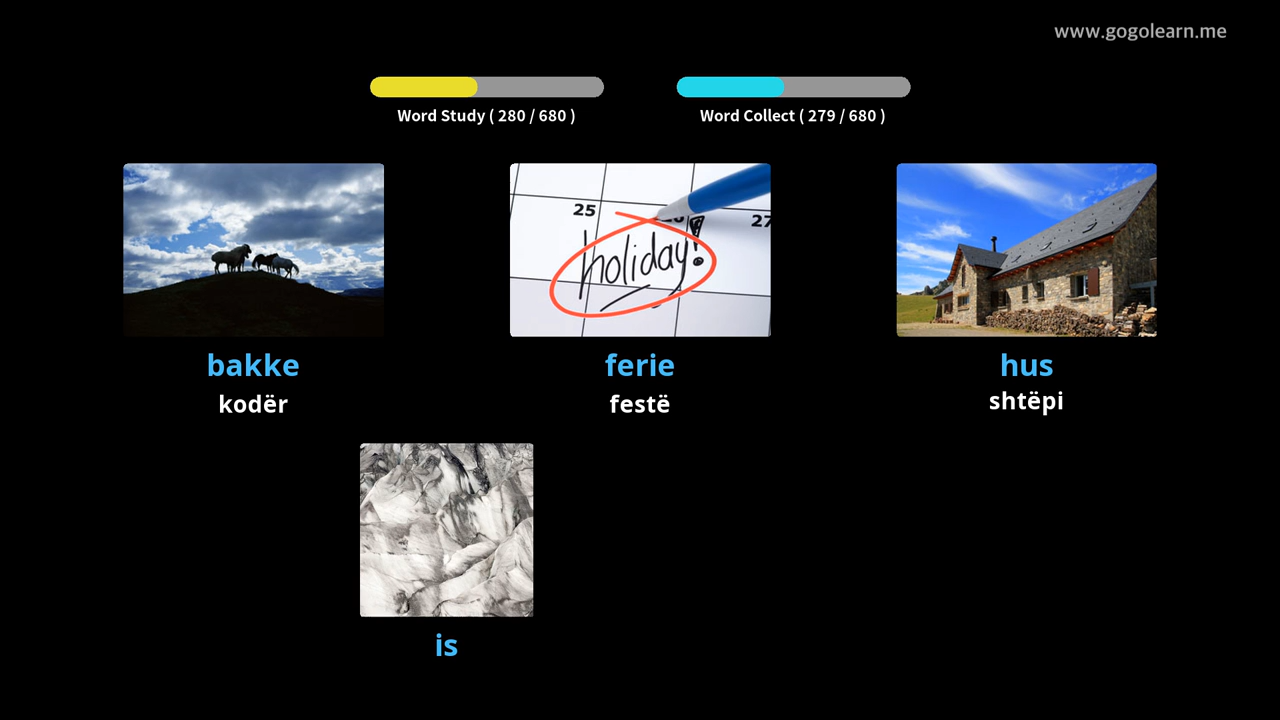 www.gogolearn.me
Word Study ( 280 / 680 )
Word Collect ( 279 / 680 )
25
27
holiday!
bakke
ferie
hus
kodër
festë
shtëpi
is